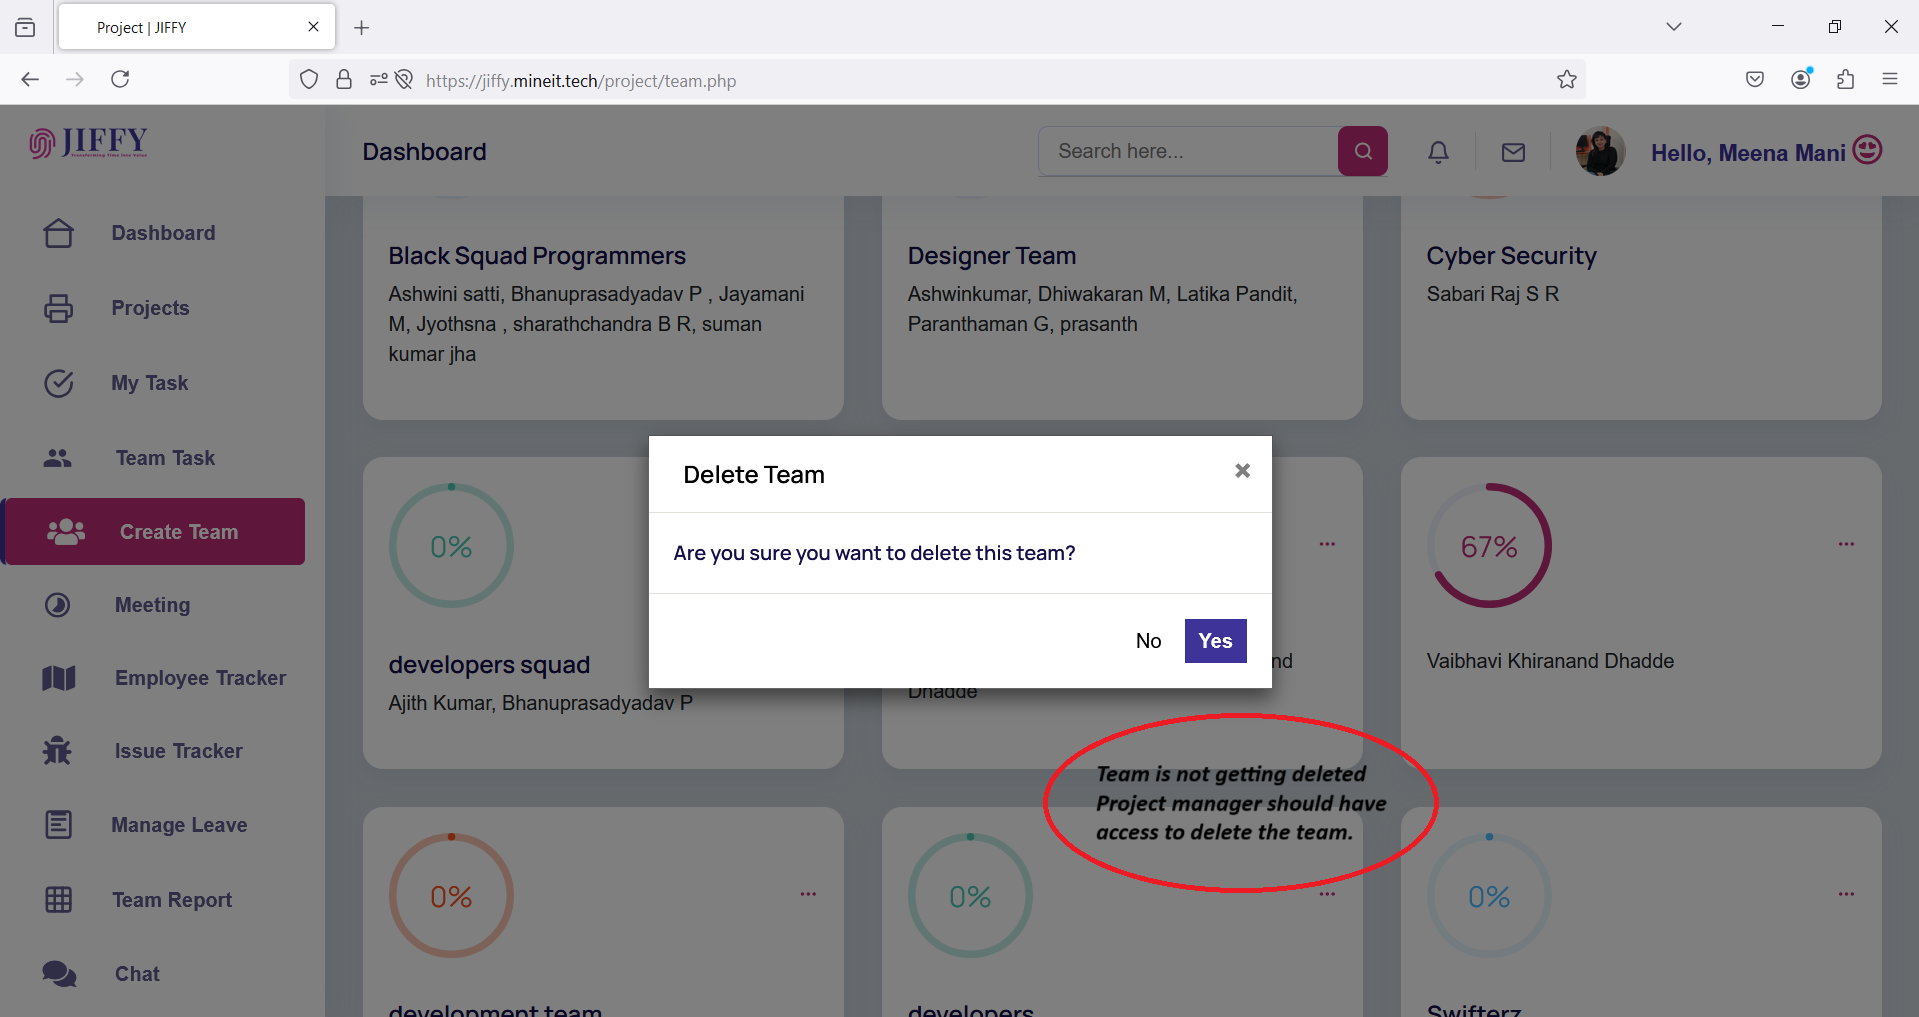 Project | JIFFY
https://jiffy.mineit.tech/project/team.php
JIFFY
Dashboard
Search here...
Hello, Meena Mani
Dashboard
Projects
My Task
Team Task
Create Team
Meeting
Employee Tracker
Issue Tracker
Manage Leave
Team Report
Chat
Black Squad Programmers
Ashwini satti, Bhanuprasadyadav P , Jayamani
M, Jyothsna , sharathchandra B R, suman
kumar jha
Designer Team
Ashwinkumar, Dhiwakaran M, Latika Pandit,
Paranthaman G, prasanth
Cyber Security
Sabari Raj S R
Delete Team
Are you sure you want to delete this team?
No
Yes
0%
developers squad
Ajith Kumar, Bhanuprasadyadav P
nd
Dhadde
67%
Vaibhavi Khiranand Dhadde
Team is not getting deleted
Project manager should have
access to delete the team.
0%
development team
0%
developers
0%
Swifterz